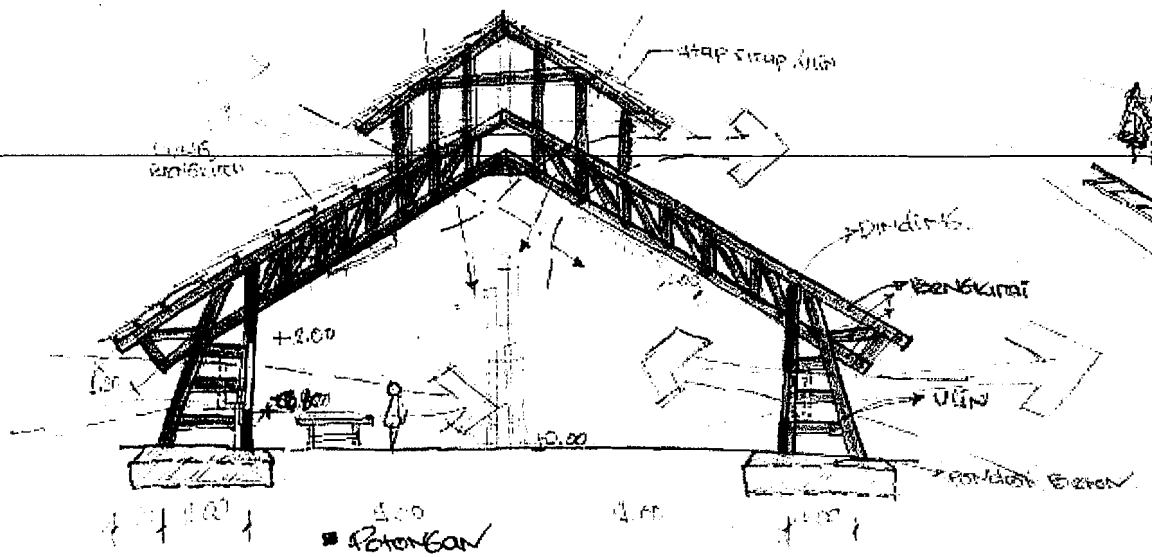 ATAP SIRAP ULIN
BENGKIRAI
DINDING.
BENGKIRAI
+2.00
±0.00
ULIN
PONDASI BETON
1.00
4.00
4.00
1.00
POTONGAN